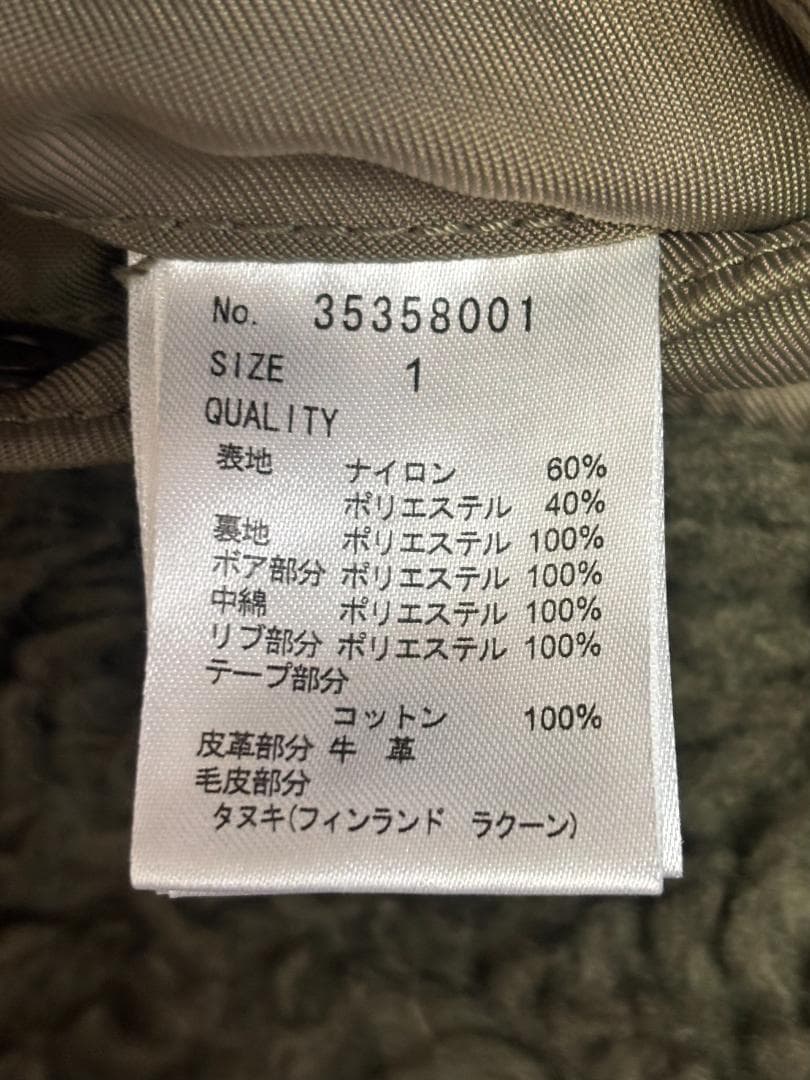 No. 35358001
SIZE 1
QUALITY
表地 ナイロン 60%
ポリエステル 40%
裏地 ポリエステル 100%
ボア部分 ポリエステル 100%
中綿 ポリエステル 100%
リブ部分 ポリエステル 100%
テープ部分
コットン 100%
皮革部分 牛 革
毛皮部分
タヌキ(フィンランド ラクーン)